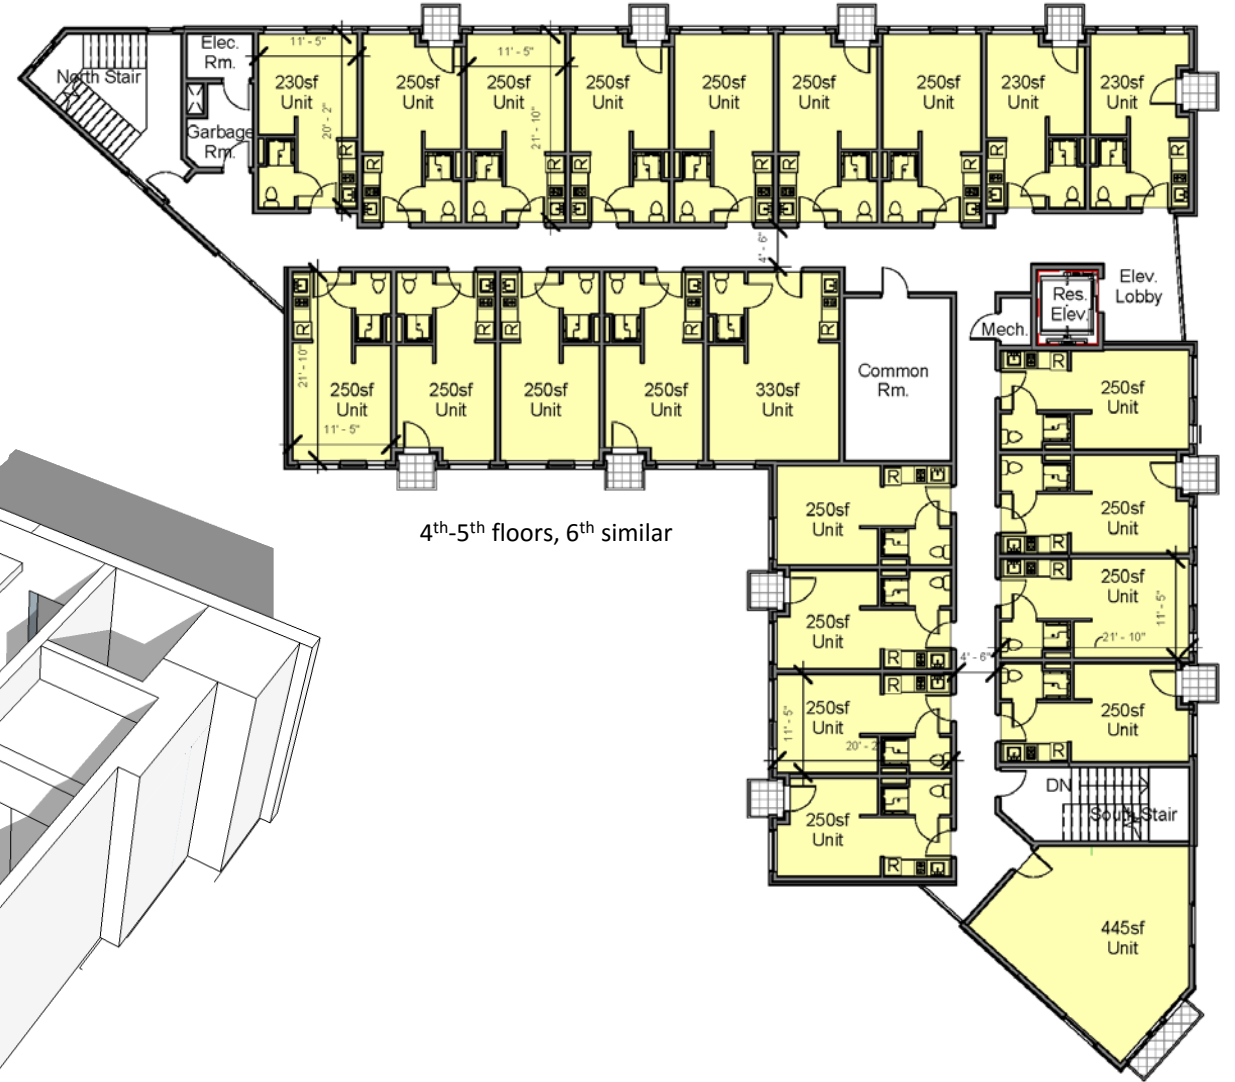 Elec.
Rm.
North Stair
Garbage
Rm.
11' - 5"
230sf
Unit
20' - 2"
250sf
Unit
11' - 5"
250sf
Unit
21' - 10"
250sf
Unit
250sf
Unit
250sf
Unit
250sf
Unit
230sf
Unit
230sf
Unit
R
R
R
R
R
R
R
R
R
4' - 6"
Elev.
Lobby
Res.
Elev.
Mech.
R
R
R
R
R
21' - 10"
250sf
Unit
11' - 5"
250sf
Unit
250sf
Unit
250sf
Unit
330sf
Unit
Common
Rm.
R
250sf
Unit
R
250sf
Unit
250sf
Unit
R
4th-5th floors, 6th similar
R
250sf
Unit
11' - 5"
21' - 10"
250sf
Unit
R
4' - 6"
R
250sf
Unit
11' - 5"
20' - 2
250sf
Unit
R
250sf
Unit
R
DN
South Stair
445sf
Unit